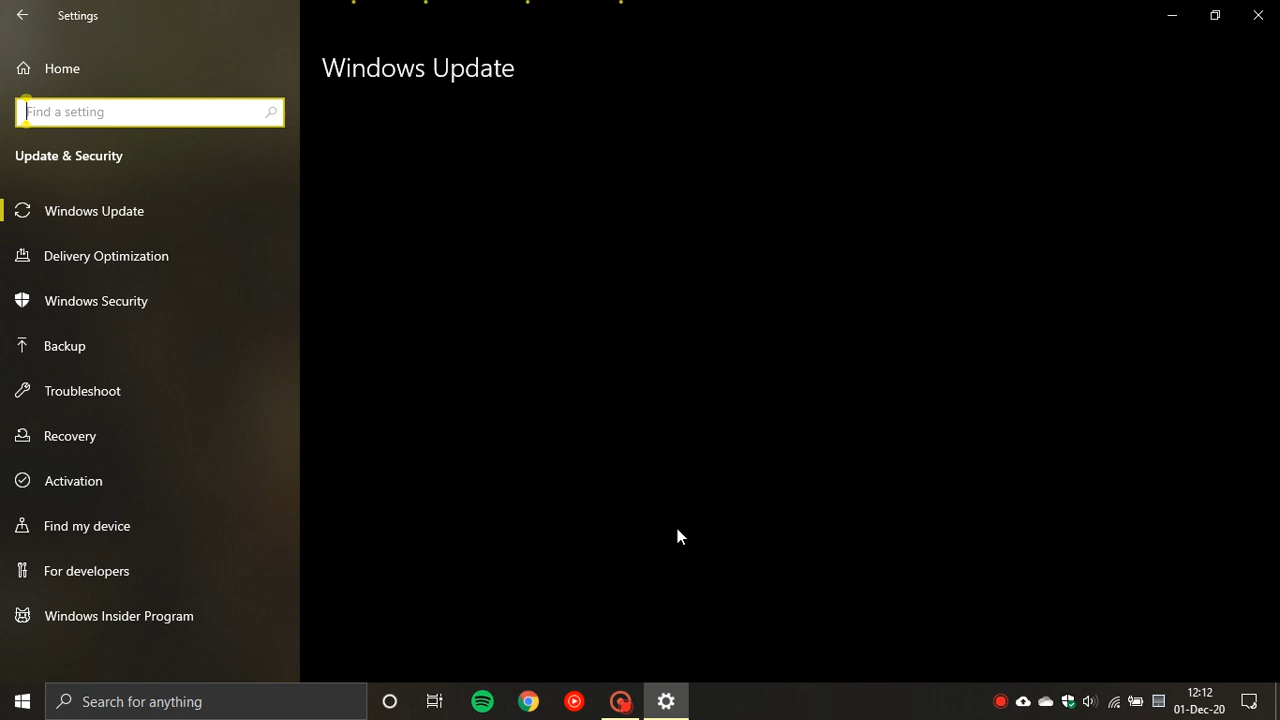 Settings
Home
Find a setting
Update & Security
Windows Update
Delivery Optimization
Windows Security
Backup
Troubleshoot
Recovery
Activation
Find my device
For developers
Windows Insider Program
Windows Update
Search for anything
12:12
01-Dec-20